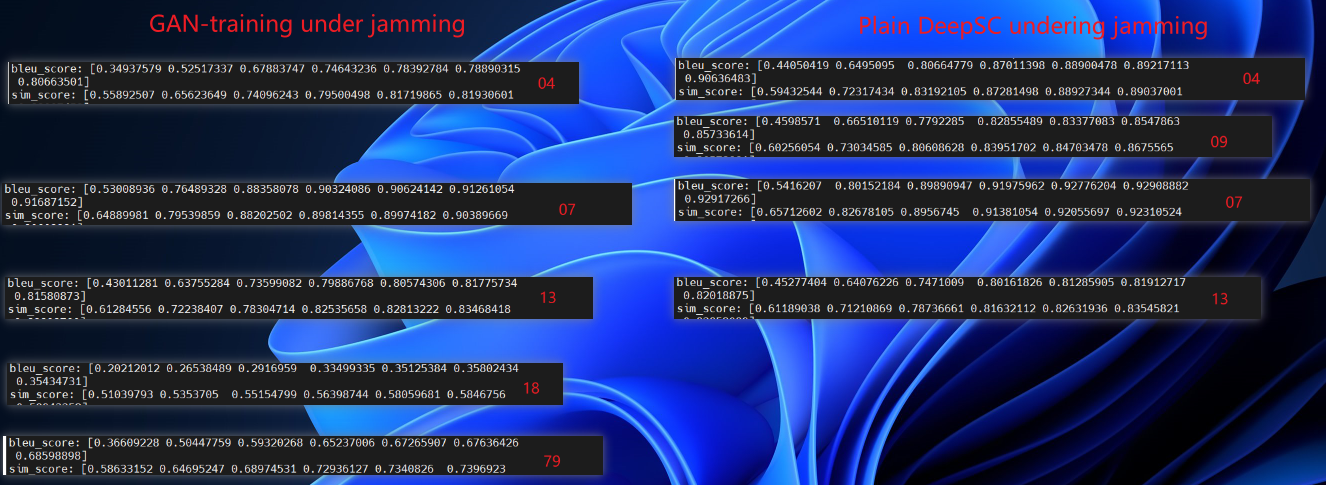 GAN-training under jamming
bleu_score: [0.34937579 0.52517337 0.67883747 0.74643236 0.78392784 0.78890315
0.80663501]
sim_score: [0.55892507 0.65623649 0.74096243 0.79500498 0.81719865 0.81930601
04
bleu_score: [0.53008936 0.76489328 0.88358078 0.90324086 0.90624142 0.91261054
0.91687152]
sim_score: [0.64889981 0.79539859 0.88202502 0.89814355 0.89974182 0.90389669
07
bleu_score: [0.43011281 0.63755284 0.73599082 0.79886768 0.80574306 0.81775734
0.81580873]
sim_score: [0.61284556 0.72238407 0.78304714 0.82535658 0.82813222 0.83468418
13
bleu_score: [0.20212012 0.26538489 0.2916959  0.33499335 0.35125384 0.35802434
0.35434731]
sim_score: [0.51039793 0.5353705  0.55154799 0.56398744 0.58059681 0.5846756
18
bleu_score: [0.36609228 0.50447759 0.59320268 0.65237006 0.67265907 0.67636426
0.68598898]
sim_score: [0.58633152 0.64695247 0.68974531 0.72936127 0.7340826  0.7396923
79
Plain DeepSC undering jamming
bleu_score: [0.44050419 0.6495095  0.80664779 0.87011398 0.88900478 0.89217113
0.90636483]
sim_score: [0.59432544 0.72317434 0.83192105 0.87281498 0.88927344 0.89037001
04
bleu_score: [0.4598571  0.66510119 0.7792285  0.82855489 0.83377083 0.8547863
0.85733614]
sim_score: [0.60256054 0.73034585 0.80608628 0.83951702 0.84703478 0.8675565
09
bleu_score: [0.5416207  0.80152184 0.89890947 0.91975962 0.92776204 0.92908882
0.92917266]
sim_score: [0.65712602 0.82678105 0.8956745  0.91381054 0.92055697 0.92310524
07
bleu_score: [0.45277404 0.64076226 0.7471009  0.80161826 0.81285905 0.81912717
0.82018875]
sim_score: [0.61189038 0.71210869 0.78736661 0.81632112 0.82631936 0.83545821
13